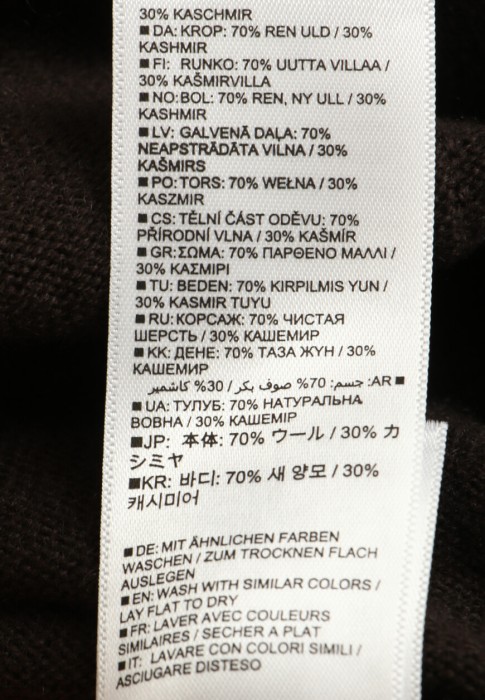 30% KASCHMIR
■DA: KROP: 70% REN ULD / 30%
KASHMIR
■FI: RUNKO: 70% UUTTA VILLAA /
30% KAŠMIRVILLA
■NO:BOL: 70% REN, NY ULL / 30%
KASHMIR
■LV: GALVENĀ DAĻA: 70%
NEAPSTRĀDĀTA VILNA / 30%
KAŠMIRS
■PO:TORS: 70% WEŁNA / 30%
KASZMIR
■CS: TĚLNÍ ČÁST ODĚVU: 70%
PŘÍRODNÍ VLNA / 30% KAŠMÍR
■GR:ΣΩΜΑ: 70% ΠΑΡΘΕΝΟ ΜΑΛΛΙ /
30% ΚΑΣΜΙΡΙ
■TU: BEDEN: 70% KIRPILMIS YUN /
30% KASMIR TUYU
■RU:КОРСАЖ: 70% ЧИСТАЯ
ШЕРСТЬ / 30% КАШЕМИР
■KK: ДЕНЕ: 70% ТАЗА ЖҮН / 30%
КАШЕМИР
■AR: جسم: 70% صوف بكر / 30% كاشمير
■UA: ТУЛУБ: 70% НАТУРАЛЬНА
ВОВНА / 30% КАШЕМІР
■JP: 本体: 70% ウール / 30% カ
シミヤ
■KR: 바디: 70% 새 양모 / 30%
캐시미어
■DE: MIT ÄHNLICHEN FARBEN
WASCHEN / ZUM TROCKNEN FLACH
AUSLEGEN
■EN: WASH WITH SIMILAR COLORS /
LAY FLAT TO DRY
■FR: LAVER AVEC COULEURS
SIMILAIRES / SECHER A PLAT
■IT: LAVARE CON COLORI SIMILI /
ASCIUGARE DISTESO